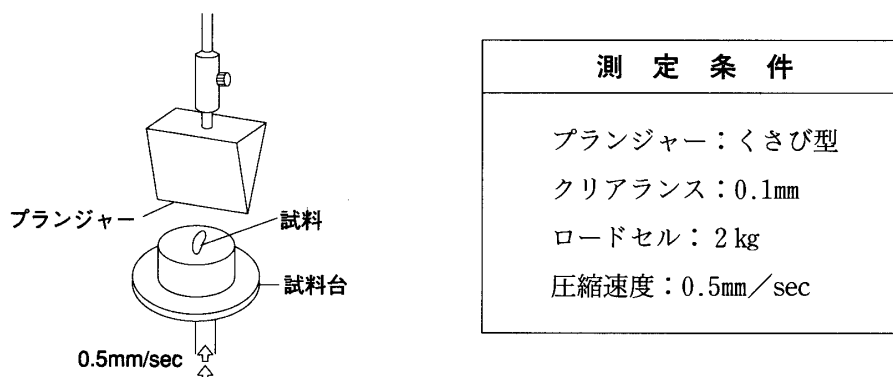 プランジャー
試料
試料台
0.5mm/sec
測 定 条 件
プランジャー：くさび型
クリアランス：0.1mm
ロードセル： 2 kg
圧縮速度：0.5mm／sec